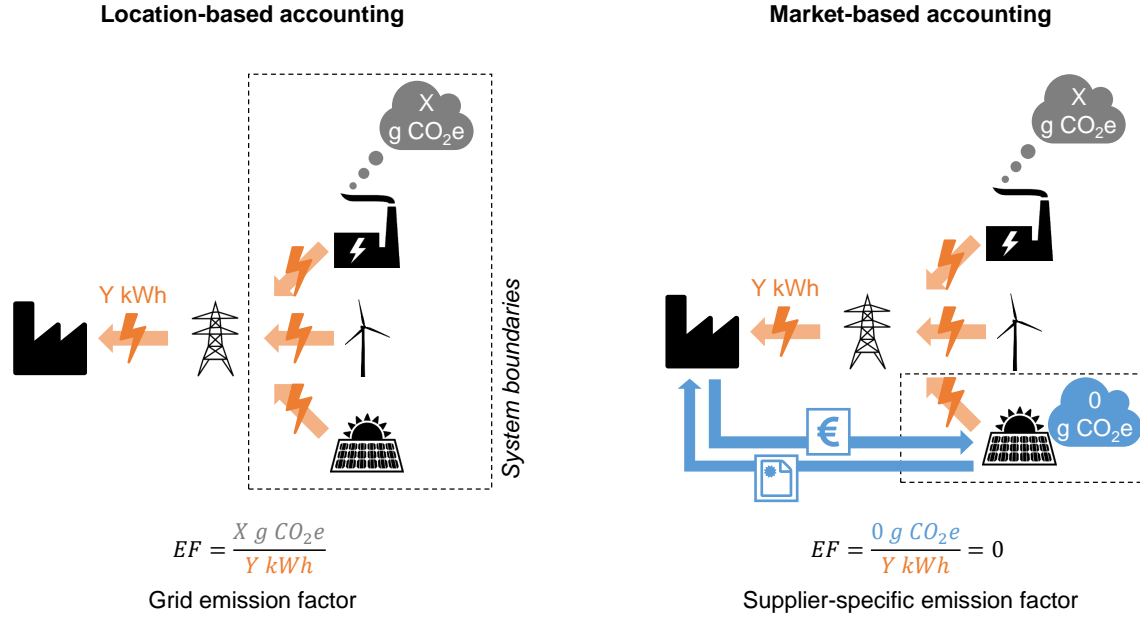 Location-based accounting
X
g CO₂e
Y kWh
System boundaries
EF = X g CO₂e / Y kWh
Grid emission factor
Market-based accounting
X
g CO₂e
Y kWh
0
g CO₂e
€
EF = 0 g CO₂e / Y kWh = 0
Supplier-specific emission factor